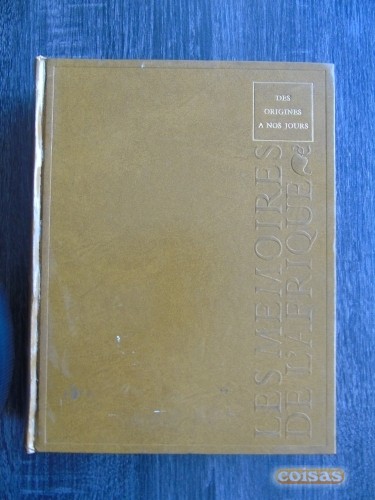 DES
ORIGINES
A NOS JOURS
LES MEMOIRES
DE L'AFRIQUE
coisas